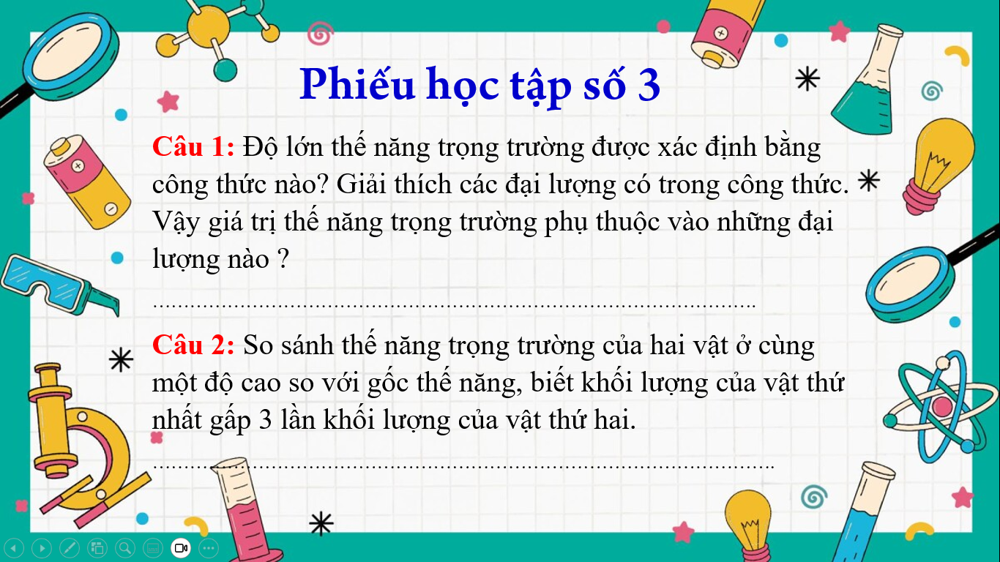 Phiếu học tập số 3
Câu 1: Độ lớn thế năng trọng trường được xác định bằng
công thức nào? Giải thích các đại lượng có trong công thức.
Vậy giá trị thế năng trọng trường phụ thuộc vào những đại
lượng nào ?
................................................................................................
Câu 2: So sánh thế năng trọng trường của hai vật ở cùng
một độ cao so với gốc thế năng, biết khối lượng của vật thứ
nhất gấp 3 lần khối lượng của vật thứ hai.
...................................................................................................